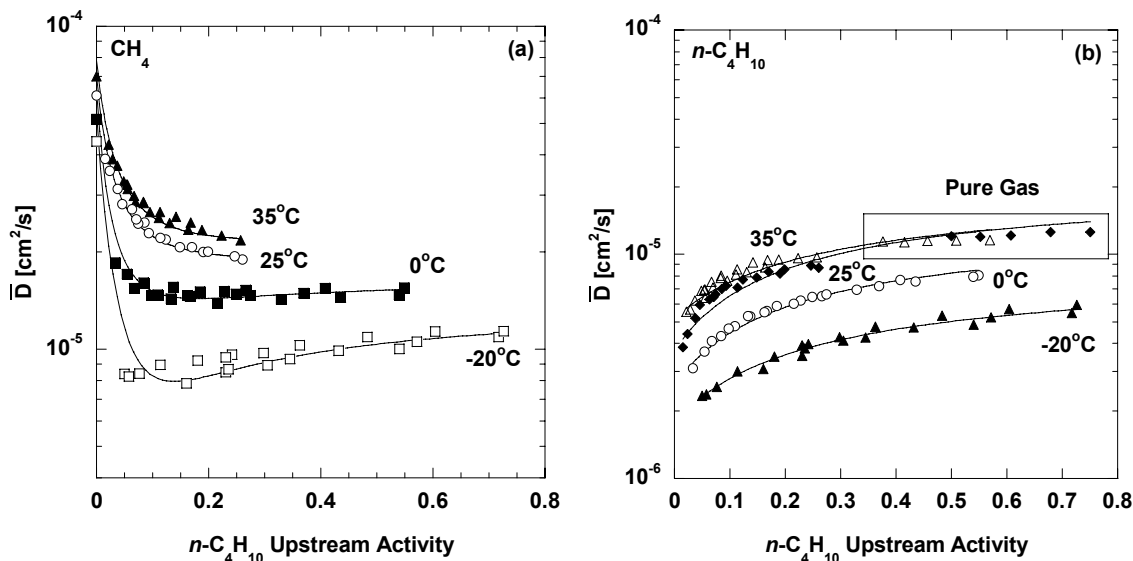 (a)
CH4
10^-4
10^-5
D̅ [cm²/s]
35°C
25°C
0°C
-20°C
0 0.2 0.4 0.6 0.8
n-C4H10 Upstream Activity
(b)
n-C4H10
10^-4
10^-5
10^-6
D̅ [cm²/s]
Pure Gas
35°C
25°C
0°C
-20°C
0 0.1 0.2 0.3 0.4 0.5 0.6 0.7 0.8
n-C4H10 Upstream Activity